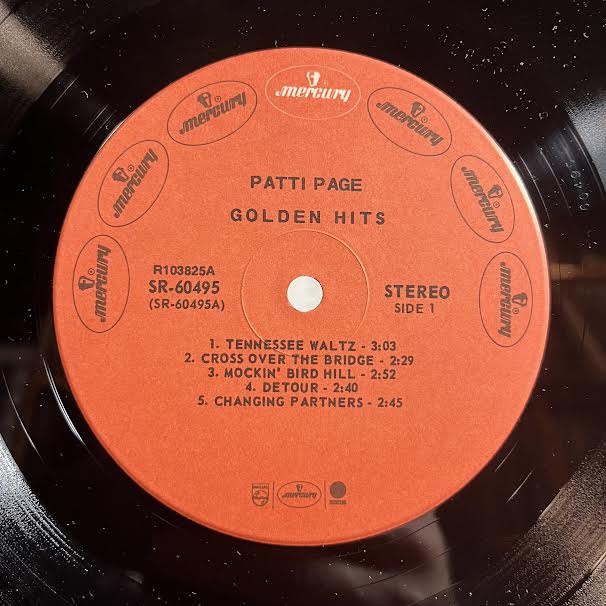 mercury
mercury
mercury
mercury
mercury
mercury
mercury
PATTI PAGE
GOLDEN HITS
R103825A
SR-60495
(SR-60495A)
STEREO
SIDE 1
1. TENNESSEE WALTZ - 3:03
2. CROSS OVER THE BRIDGE - 2:29
3. MOCKIN' BIRD HILL - 2:52
4. DETOUR - 2:40
5. CHANGING PARTNERS - 2:45
PHILIPS
mercury